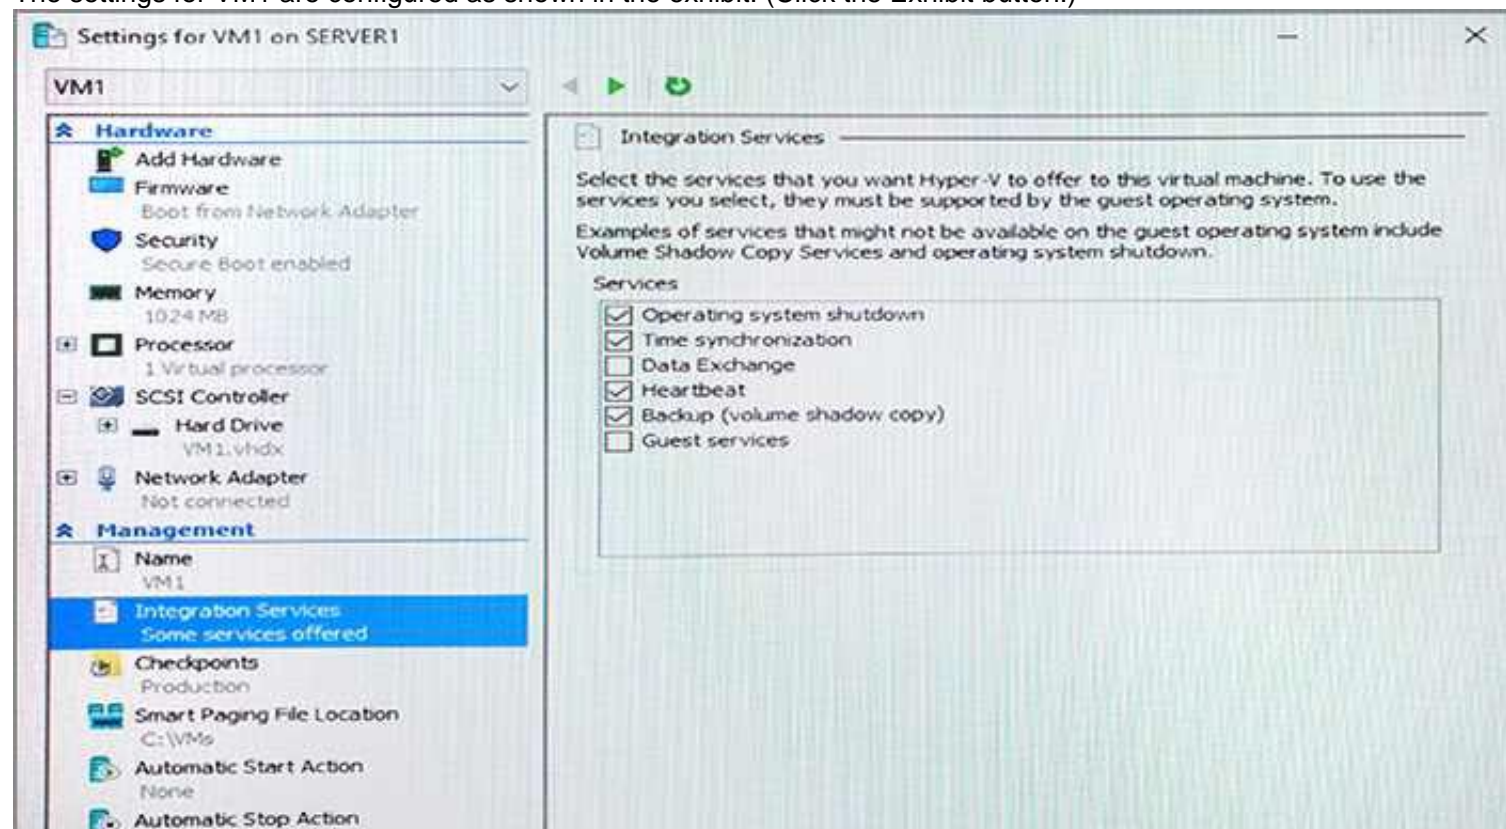 The settings for VM1 are configured as shown in the exhibit. (Click the Exhibit button.)
Settings for VM1 on SERVER1
VM1
Hardware
Add Hardware
Firmware
Boot from Network Adapter
Security
Secure Boot enabled
Memory
1024 MB
Processor
1 Virtual processor
SCSI Controller
Hard Drive
VM1.vhdx
Network Adapter
Not connected
Management
Name
VM1
Integration Services
Some services offered
Checkpoints
Production
Smart Paging File Location
C:\VMs
Automatic Start Action
None
Automatic Stop Action
Integration Services
Select the services that you want Hyper-V to offer to this virtual machine. To use the
services you select, they must be supported by the guest operating system.
Examples of services that might not be available on the guest operating system include
Volume Shadow Copy Services and operating system shutdown.
Services
Operating system shutdown
Time synchronization
Data Exchange
Heartbeat
Backup (volume shadow copy)
Guest services